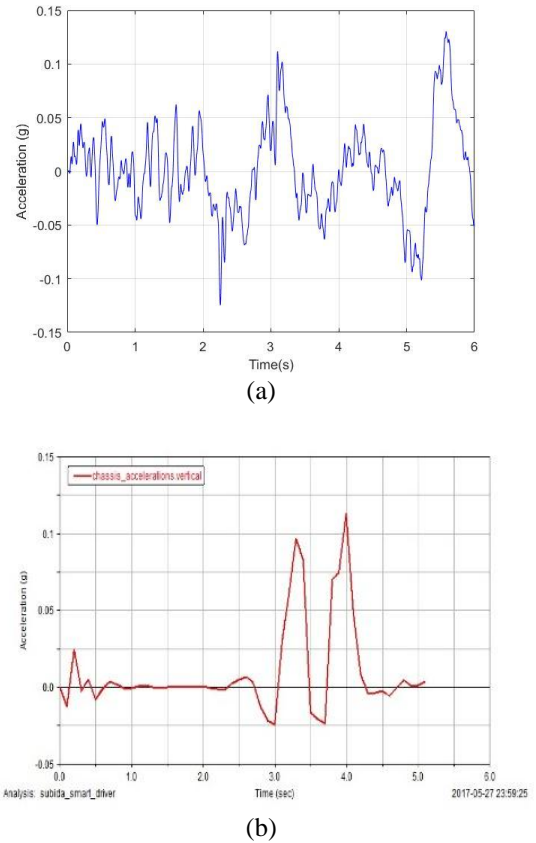 0.15
0.1
0.05
0
-0.05
-0.1
-0.15
Acceleration (g)
0 1 2 3 4 5 6
Time(s)
(a)
0.15
0.1
0.05
0.0
-0.05
Acceleration (g)
chassis_accelerations.vertical
0.0 1.0 2.0 3.0 4.0 5.0 6.0
Analysis: subida_smart_driver Time (sec) 2017-05-27 23:59:25
(b)